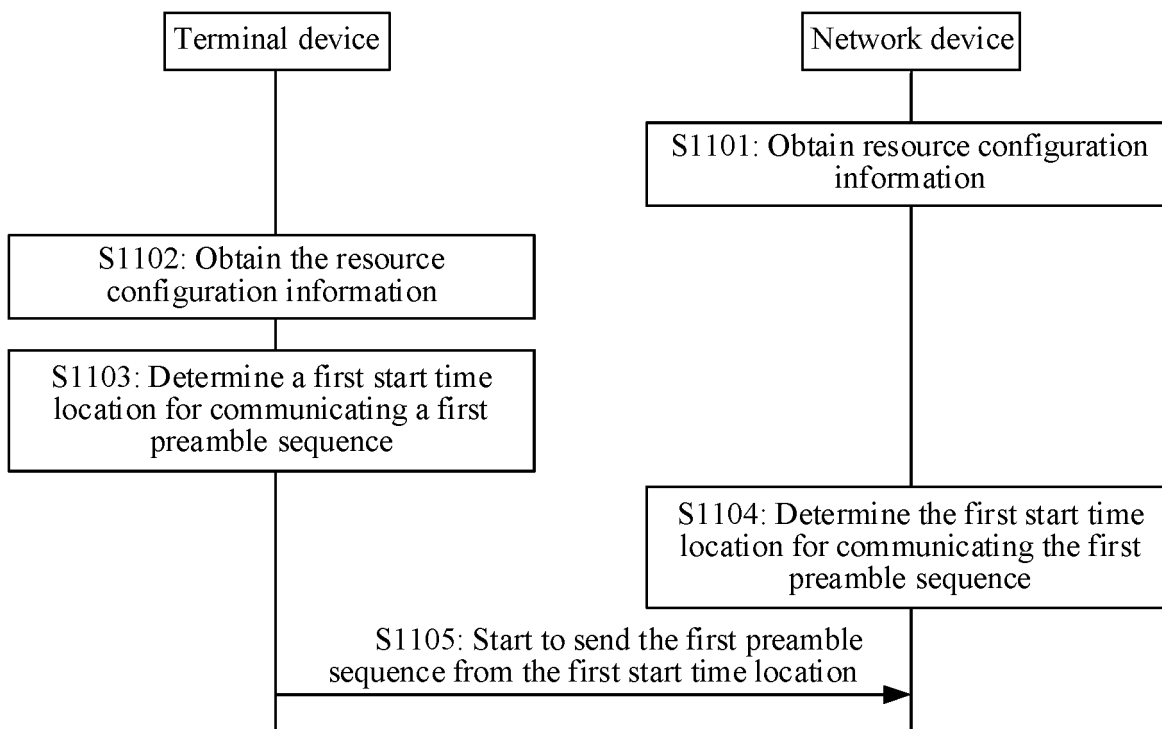 Terminal device
Network device
S1101: Obtain resource configuration
information
S1102: Obtain the resource
configuration information
S1103: Determine a first start time
location for communicating a first
preamble sequence
S1104: Determine the first start time
location for communicating the first
preamble sequence
S1105: Start to send the first preamble
sequence from the first start time location